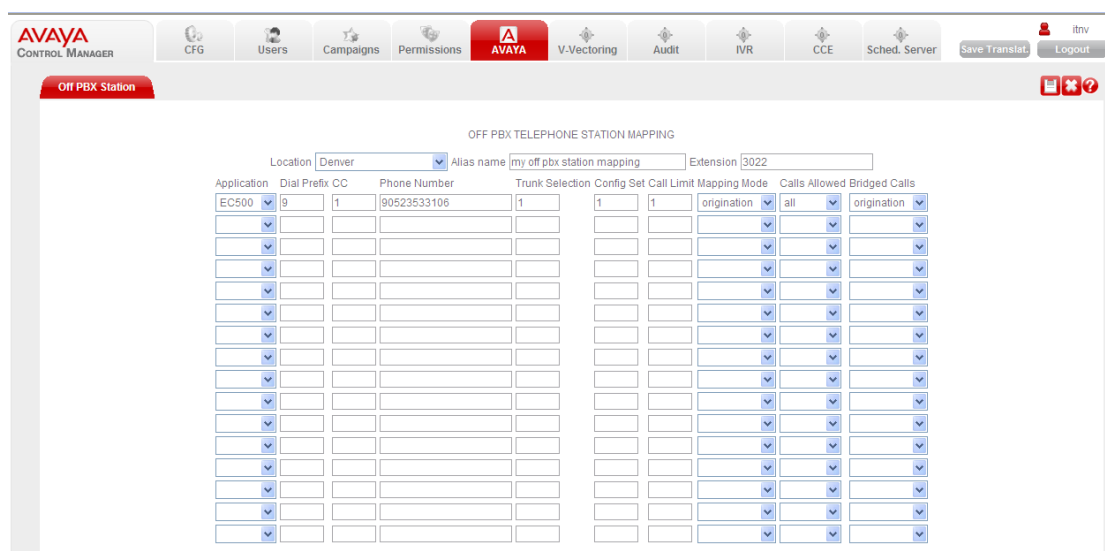 AVAYA
CONTROL MANAGER
CFG Users Campaigns Permissions AVAYA V-Vectoring Audit IVR CCE Sched. Server Save Translat. itnv Logout
Off PBX Station
OFF PBX TELEPHONE STATION MAPPING
Location Denver Alias name my off pbx station mapping Extension 3022
Application Dial Prefix CC Phone Number Trunk Selection Config Set Call Limit Mapping Mode Calls Allowed Bridged Calls
EC500 9 1 90523533106 1 1 1 origination all origination